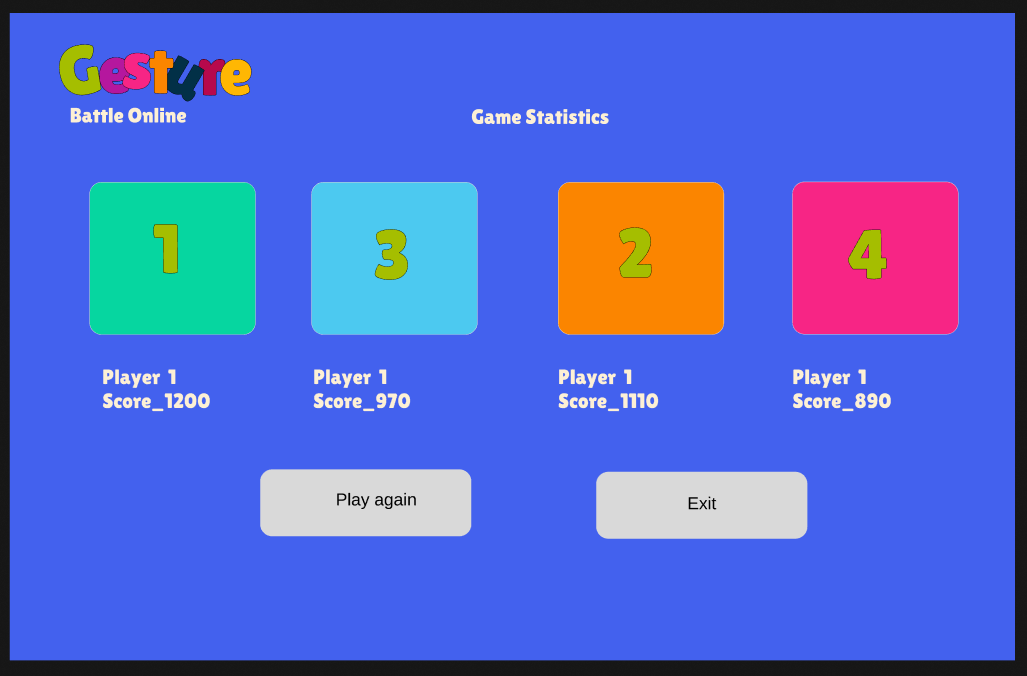 Gesture
Battle Online
Game Statistics
1
3
2
4
Player 1
Score_1200
Player 1
Score_970
Player 1
Score_1110
Player 1
Score_890
Play again
Exit